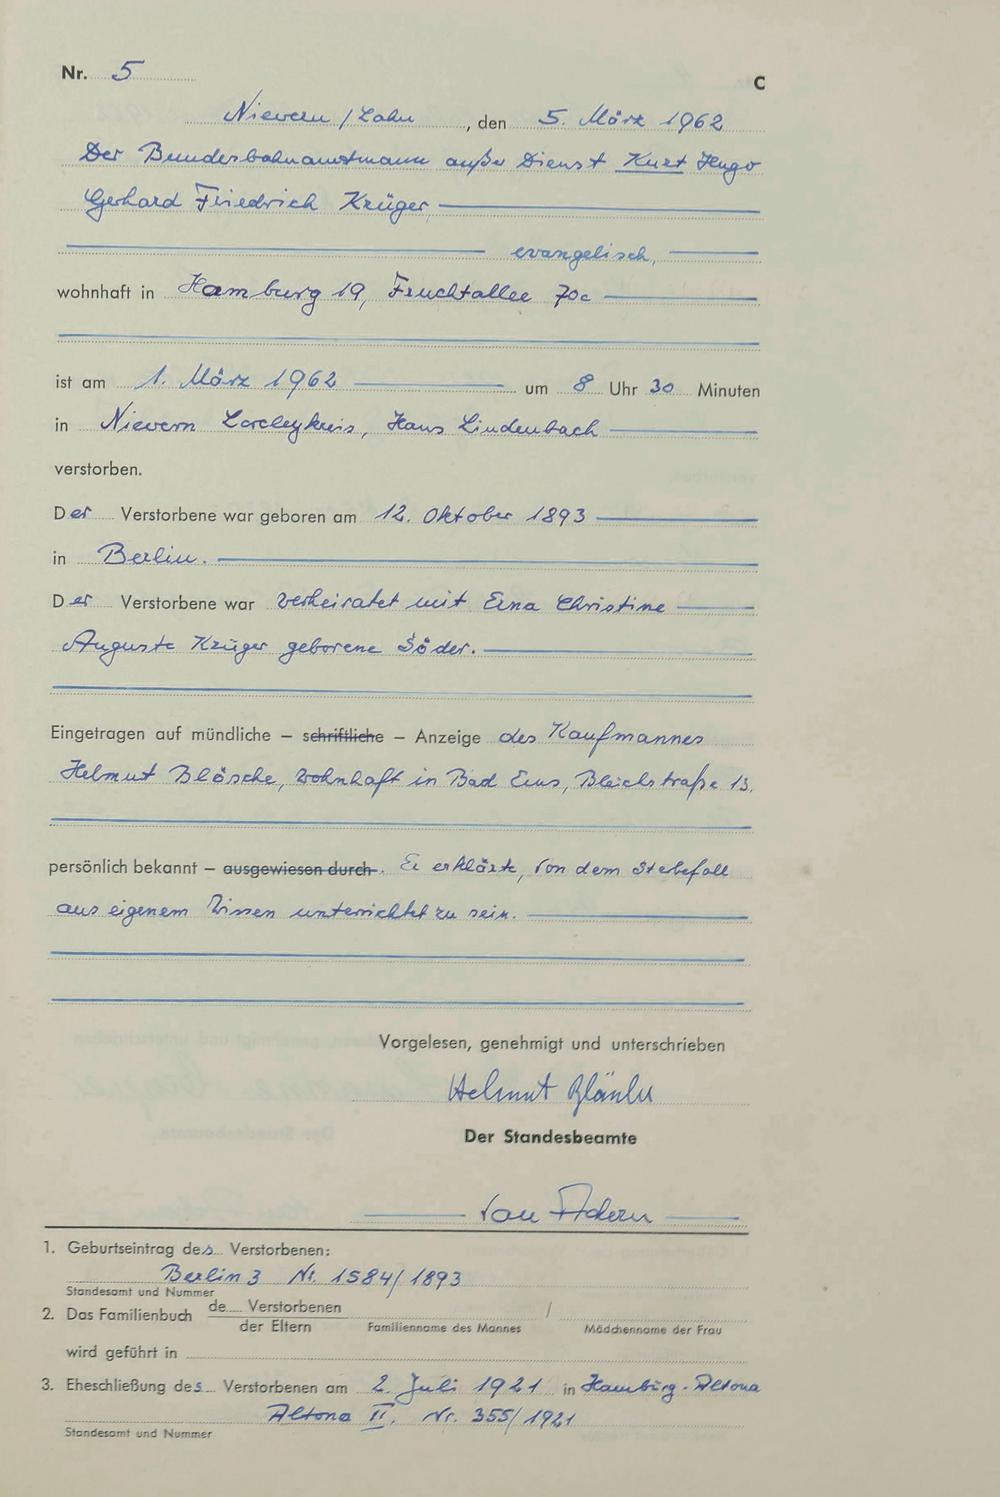 Nr. 5
C
Nievern / Lahn, den 5. März 1962
Der Bundesbahnamtmann außer Dienst Kurt Hugo
Gerhard Friedrich Krüger
evangelisch,
wohnhaft in Hamburg 19, Fruchtallee 70c
ist am 1. März 1962 um 8 Uhr 30 Minuten
in Nievern Loreleykreis, Haus Lindenbach
verstorben.
Der Verstorbene war geboren am 12. Oktober 1893
in Berlin.
Der Verstorbene war verheiratet mit Erna Christine
Auguste Krüger geborene Söder.
Eingetragen auf mündliche – schriftliche – Anzeige des Kaufmannes
Helmut Bläsche, wohnhaft in Bad Ems, Bleichstraße 13.
persönlich bekannt – ausgewiesen durch. Er erklärte, von dem Sterbefall
aus eigenem Wissen unterrichtet zu sein.
Vorgelesen, genehmigt und unterschrieben
Helmut
Der Standesbeamte
van Ackern
1. Geburtseintrag des Verstorbenen:
Berlin 3 Nr. 1584/1893
Standesamt und Nummer
2. Das Familienbuch de Verstorbenen /
der Eltern Familienname des Mannes Mädchenname der Frau
wird geführt in
3. Eheschließung des Verstorbenen am 2. Juli 1921 in Hamburg-Altona
Altona II, Nr. 355/1921
Standesamt und Nummer